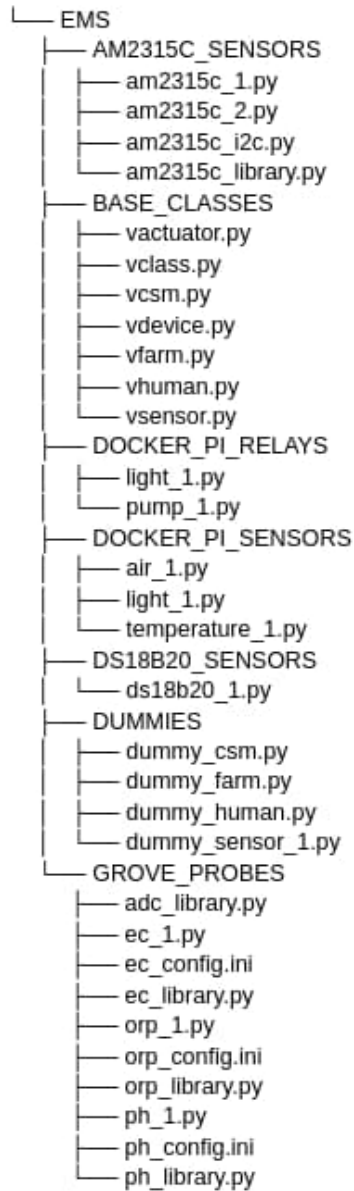 EMS
AM2315C_SENSORS
am2315c_1.py
am2315c_2.py
am2315c_i2c.py
am2315c_library.py
BASE_CLASSES
vactuator.py
vclass.py
vcsm.py
vdevice.py
vfarm.py
vhuman.py
vsensor.py
DOCKER_PI_RELAYS
light_1.py
pump_1.py
DOCKER_PI_SENSORS
air_1.py
light_1.py
temperature_1.py
DS18B20_SENSORS
ds18b20_1.py
DUMMIES
dummy_csm.py
dummy_farm.py
dummy_human.py
dummy_sensor_1.py
GROVE_PROBES
adc_library.py
ec_1.py
ec_config.ini
ec_library.py
orp_1.py
orp_config.ini
orp_library.py
ph_1.py
ph_config.ini
ph_library.py